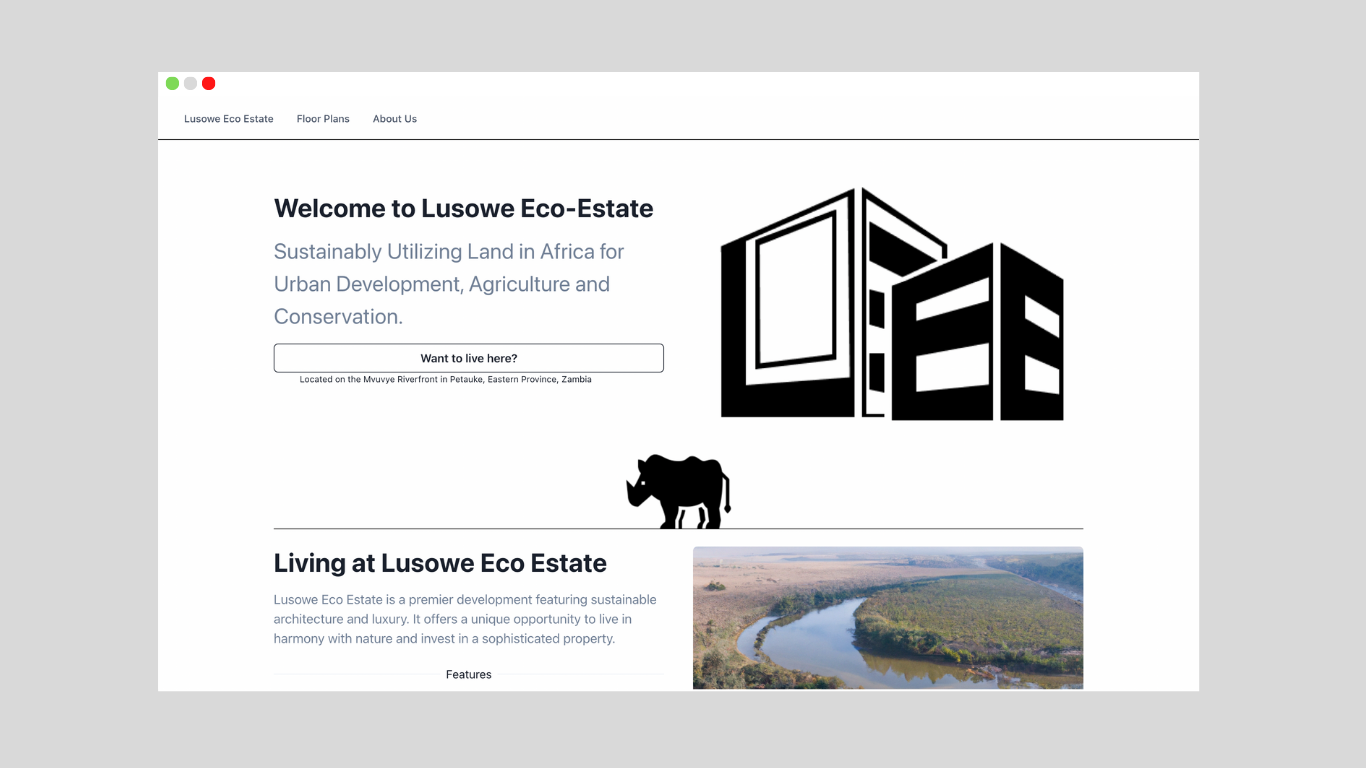 Lusowe Eco Estate Floor Plans About Us
Welcome to Lusowe Eco-Estate
Sustainably Utilizing Land in Africa for
Urban Development, Agriculture and
Conservation.
Want to live here?
Located on the Mvuvye Riverfront in Petauke, Eastern Province, Zambia
LEEE
Living at Lusowe Eco Estate
Lusowe Eco Estate is a premier development featuring sustainable
architecture and luxury. It offers a unique opportunity to live in
harmony with nature and invest in a sophisticated property.
Features